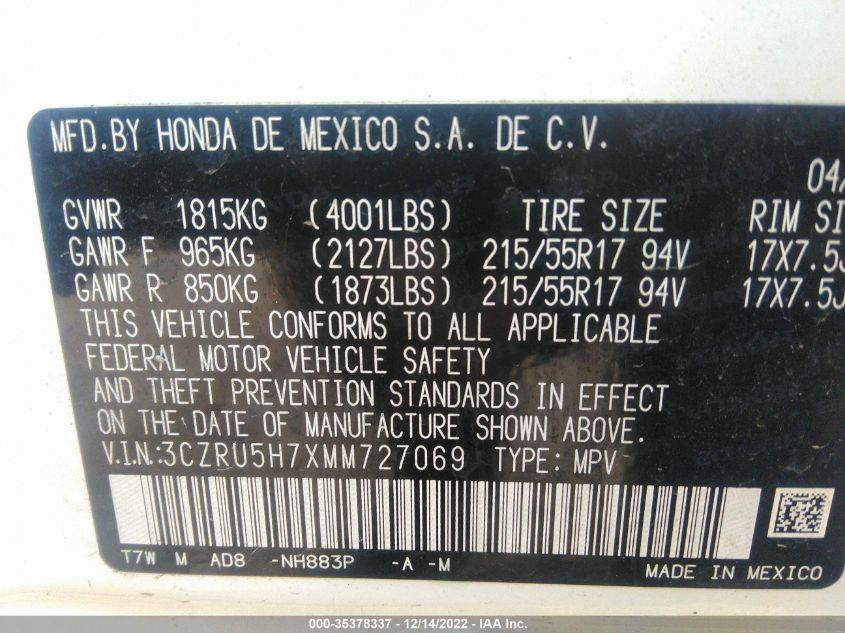 MFD.BY HONDA DE MEXICO S.A. DE C.V.
04/
GVWR 1815KG (4001LBS) TIRE SIZE RIM SI
GAWR F 965KG (2127LBS) 215/55R17 94V 17X7.5J
GAWR R 850KG (1873LBS) 215/55R17 94V 17X7.5J
THIS VEHICLE CONFORMS TO ALL APPLICABLE
FEDERAL MOTOR VEHICLE SAFETY
AND THEFT PREVENTION STANDARDS IN EFFECT
ON THE DATE OF MANUFACTURE SHOWN ABOVE.
V.I.N.:3CZRU5H7XMM727069 TYPE: MPV
T7W M AD8 -NH883P -A -M
MADE IN MEXICO
000-35378337 - 12/14/2022 - IAA Inc.